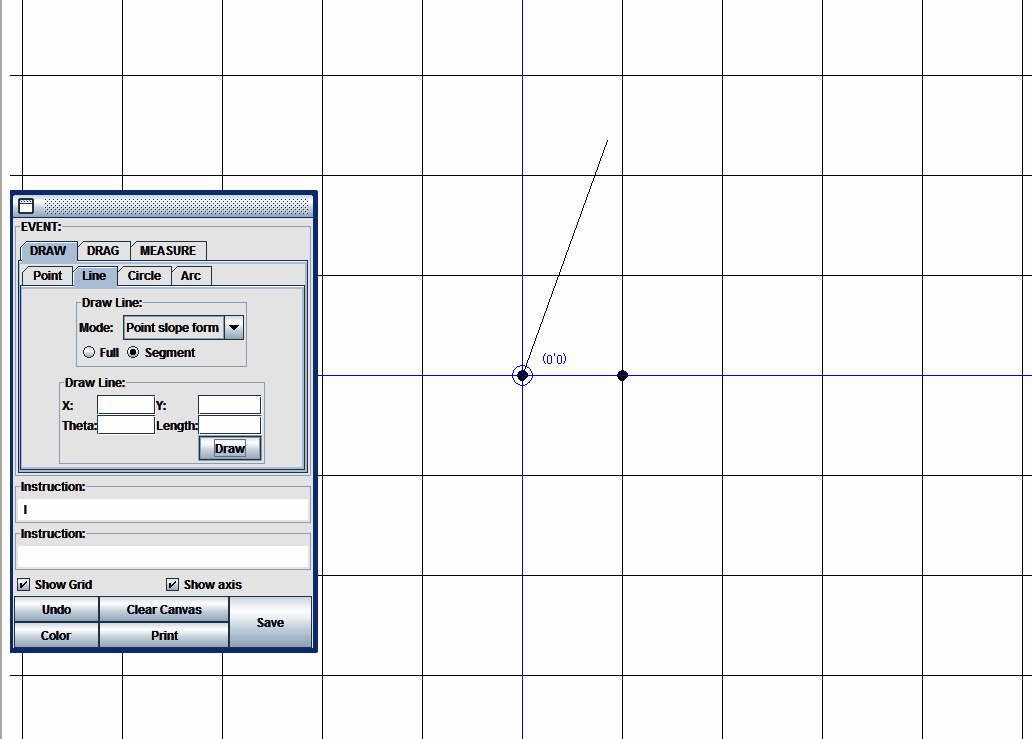 EVENT:
DRAW DRAG MEASURE
Point Line Circle Arc
Draw Line:
Mode: Point slope form
Full Segment
Draw Line:
X: Y:
Theta: Length:
Draw
Instruction:
I
Instruction:
Show Grid Show axis
Undo Clear Canvas Save
Color Print
(0'0)